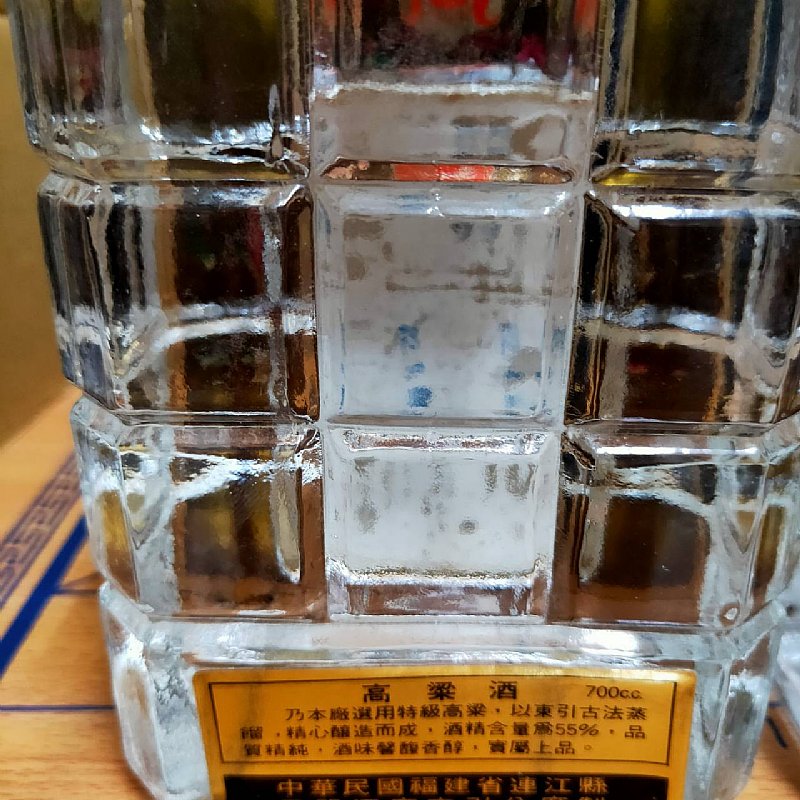 高粱酒 700c.c.
乃本廠選用特級高粱，以東引古法蒸
餾，精心釀造而成，酒精含量為55%，品
質精純，酒味馨馥香醇，實屬上品。
中華民國福建省連江縣